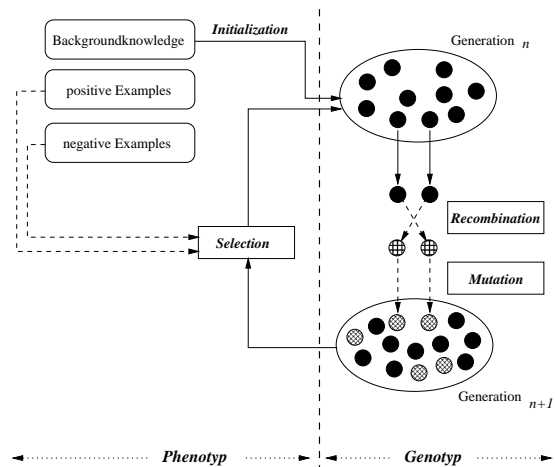 Backgroundknowledge
Initialization
Generation n
positive Examples
negative Examples
Recombination
Selection
Mutation
Generation n+1
Phenotyp
Genotyp